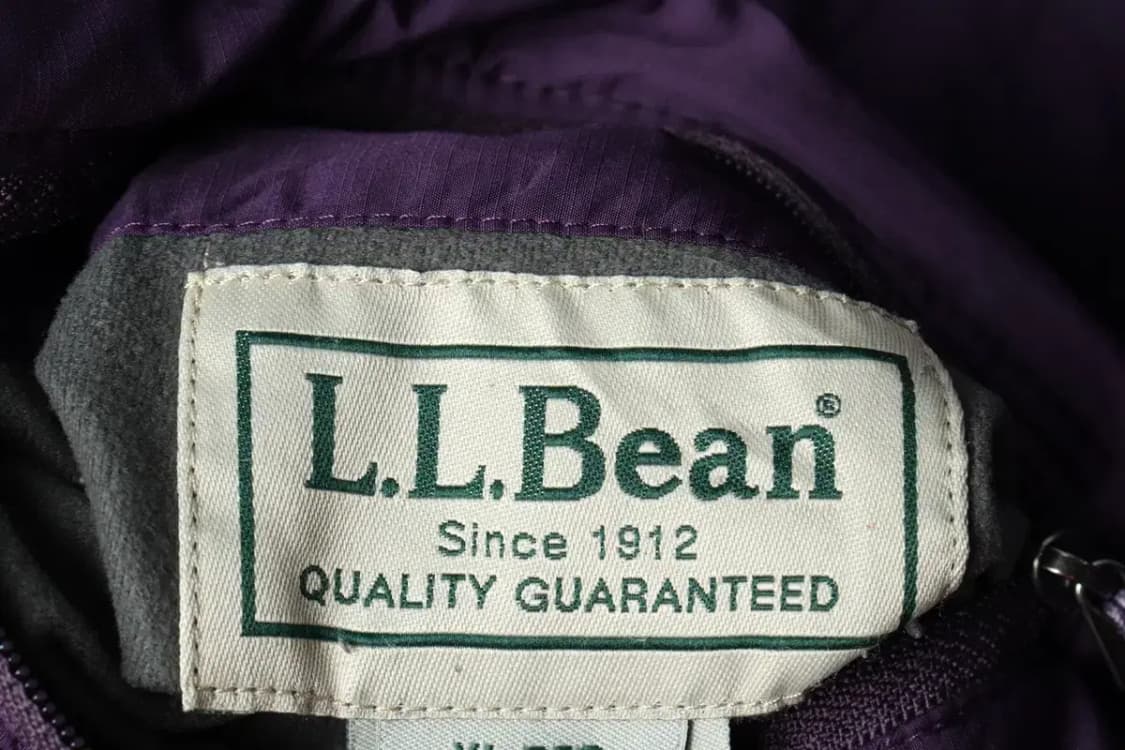 L.L.Bean®
Since 1912
QUALITY GUARANTEED